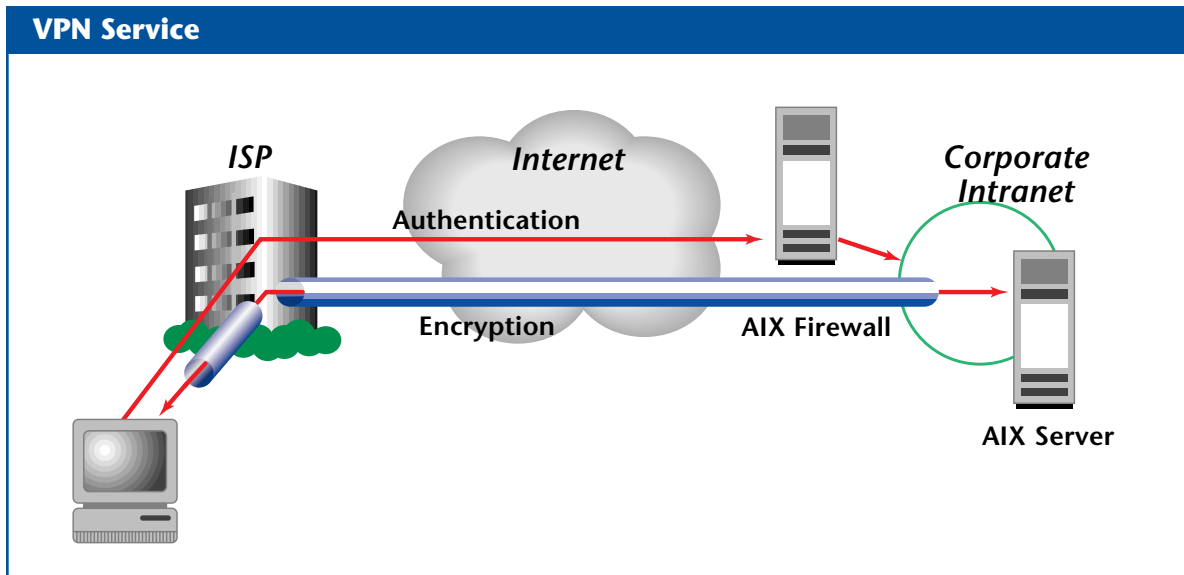 VPN Service
ISP
Internet
Corporate
Intranet
Authentication
Encryption
AIX Firewall
AIX Server